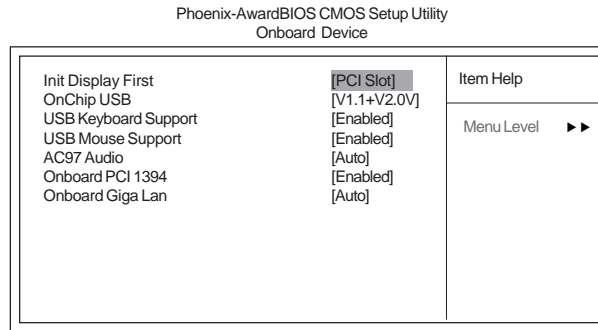 Phoenix-AwardBIOS CMOS Setup Utility
Onboard Device
Init Display First [PCI Slot]
OnChip USB [V1.1+V2.0V]
USB Keyboard Support [Enabled]
USB Mouse Support [Enabled]
AC97 Audio [Auto]
Onboard PCI 1394 [Enabled]
Onboard Giga Lan [Auto]
Item Help
Menu Level ►►